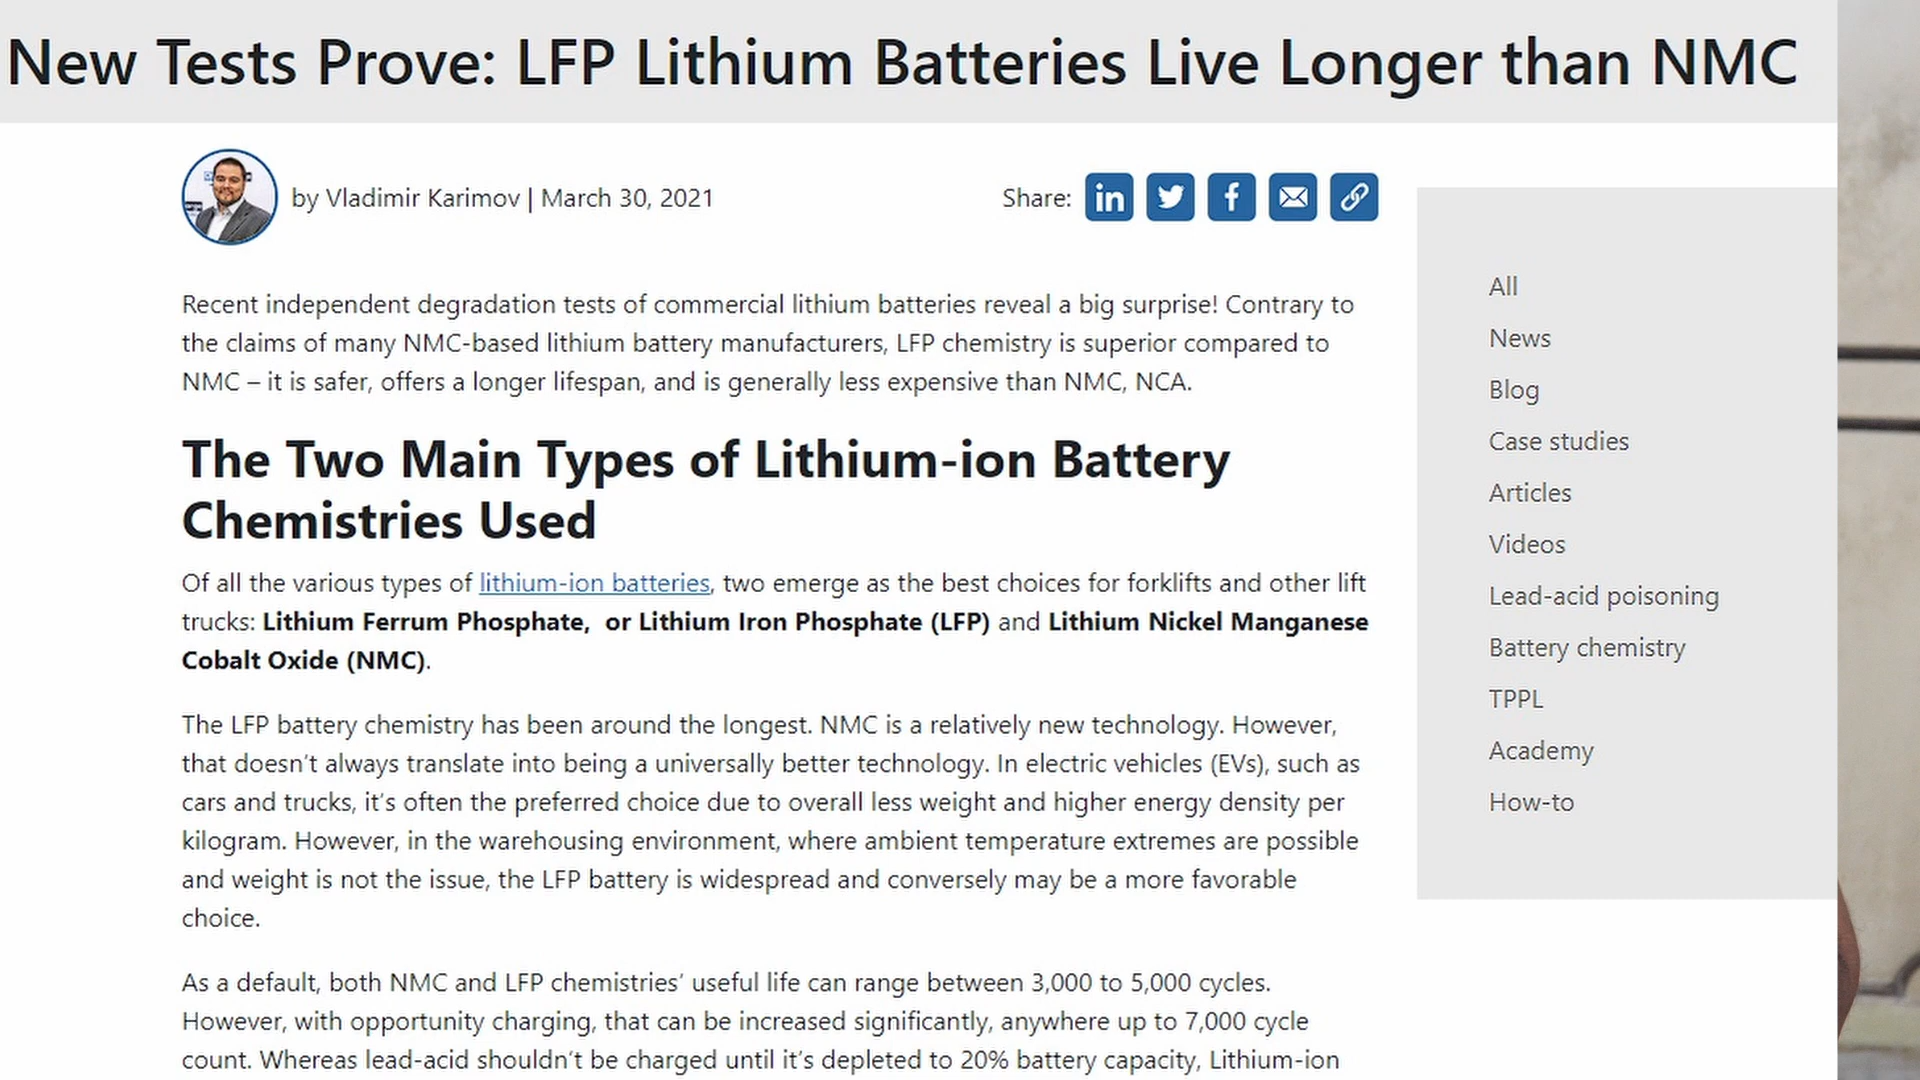 New Tests Prove: LFP Lithium Batteries Live Longer than NMC
by Vladimir Karimov | March 30, 2021
Share:
Recent independent degradation tests of commercial lithium batteries reveal a big surprise! Contrary to
the claims of many NMC-based lithium battery manufacturers, LFP chemistry is superior compared to
NMC – it is safer, offers a longer lifespan, and is generally less expensive than NMC, NCA.
The Two Main Types of Lithium-ion Battery
Chemistries Used
Of all the various types of lithium-ion batteries, two emerge as the best choices for forklifts and other lift
trucks: Lithium Ferrum Phosphate,  or Lithium Iron Phosphate (LFP) and Lithium Nickel Manganese
Cobalt Oxide (NMC).
The LFP battery chemistry has been around the longest. NMC is a relatively new technology. However,
that doesn’t always translate into being a universally better technology. In electric vehicles (EVs), such as
cars and trucks, it’s often the preferred choice due to overall less weight and higher energy density per
kilogram. However, in the warehousing environment, where ambient temperature extremes are possible
and weight is not the issue, the LFP battery is widespread and conversely may be a more favorable
choice.
As a default, both NMC and LFP chemistries’ useful life can range between 3,000 to 5,000 cycles.
However, with opportunity charging, that can be increased significantly, anywhere up to 7,000 cycle
count. Whereas lead-acid shouldn’t be charged until it’s depleted to 20% battery capacity, Lithium-ion
All
News
Blog
Case studies
Articles
Videos
Lead-acid poisoning
Battery chemistry
TPPL
Academy
How-to